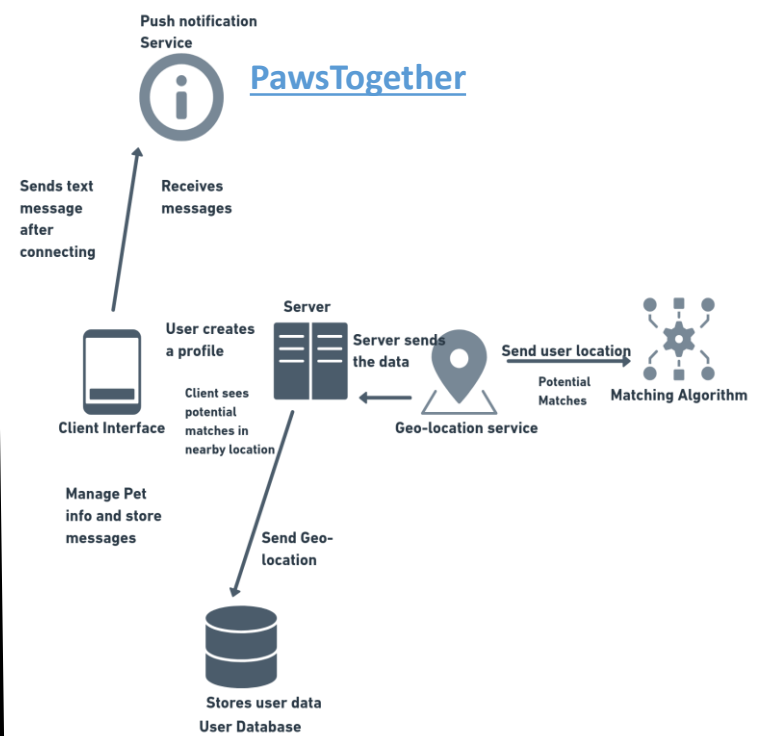 Push notification
Service
PawsTogether
Sends text
message
after
connecting
Receives
messages
Server
User creates
a profile
Server sends
the data
Send user location
Client sees
potential
matches in
nearby location
Potential
Matches
Matching Algorithm
Client Interface
Geo-location service
Manage Pet
info and store
messages
Send Geo-
location
Stores user data
User Database